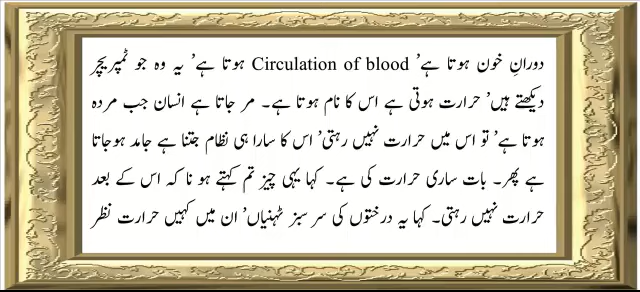 دورانِ خون ہوتا ہے’ Circulation of blood ہوتا ہے’ یہ وہ جو ٹمپریچر
دیکھتے ہیں’ حرارت ہوتی ہے اس کا نام ہوتا ہے۔ مر جاتا ہے انسان جب مردہ
ہوتا ہے’ تو اس میں حرارت نہیں رہتی’ اس کا سارا ہی نظام جتنا ہے جامد ہوجاتا
ہے پھر۔ بات ساری حرارت کی ہے۔ کہا یہی چیز تم کہتے ہو نا کہ اس کے بعد
حرارت نہیں رہتی۔ کہا یہ درختوں کی سر سبز ٹہنیاں’ ان میں کہیں حرارت نظر